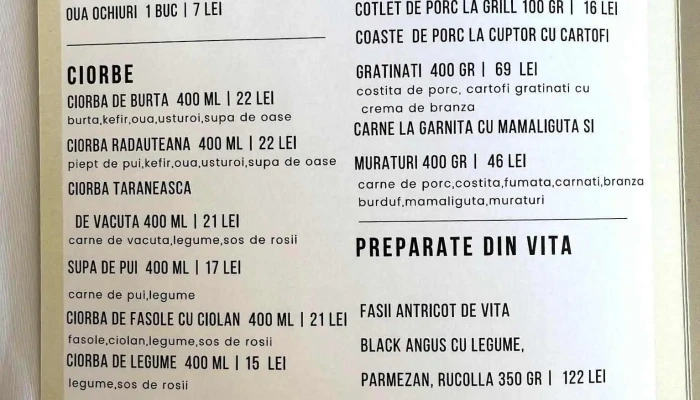 OUA OCHIURI 1 BUC | 7 LEI
CIORBE
CIORBA DE BURTA 400 ML | 22 LEI
burta,kefir,oua,usturoi,supa de oase
CIORBA RADAUTEANA 400 ML | 22 LEI
piept de pui,kefir,oua,usturoi,supa de oase
CIORBA TARANEASCA
DE VACUTA 400 ML | 21 LEI
carne de vacuta,legume,sos de rosii
SUPA DE PUI 400 ML | 17 LEI
carne de pui,legume
CIORBA DE FASOLE CU CIOLAN 400 ML | 21 LEI
fasole,ciolan,legume,sos de rosii
CIORBA DE LEGUME 400 ML | 15 LEI
legume,sos de rosii
COTLET DE PORC LA GRILL 100 GR | 16 LEI
COASTE DE PORC LA CUPTOR CU CARTOFI
GRATINATI 400 GR | 69 LEI
costita de porc, cartofi gratinati cu
crema de branza
CARNE LA GARNITA CU MAMALIGUTA SI
MURATURI 400 GR | 46 LEI
carne de porc,costita,fumata,carnati,branza
burduf,mamaliguta,muraturi
PREPARATE DIN VITA
FASII ANTRICOT DE VITA
BLACK ANGUS CU LEGUME,
PARMEZAN, RUCOLLA 350 GR | 122 LEI